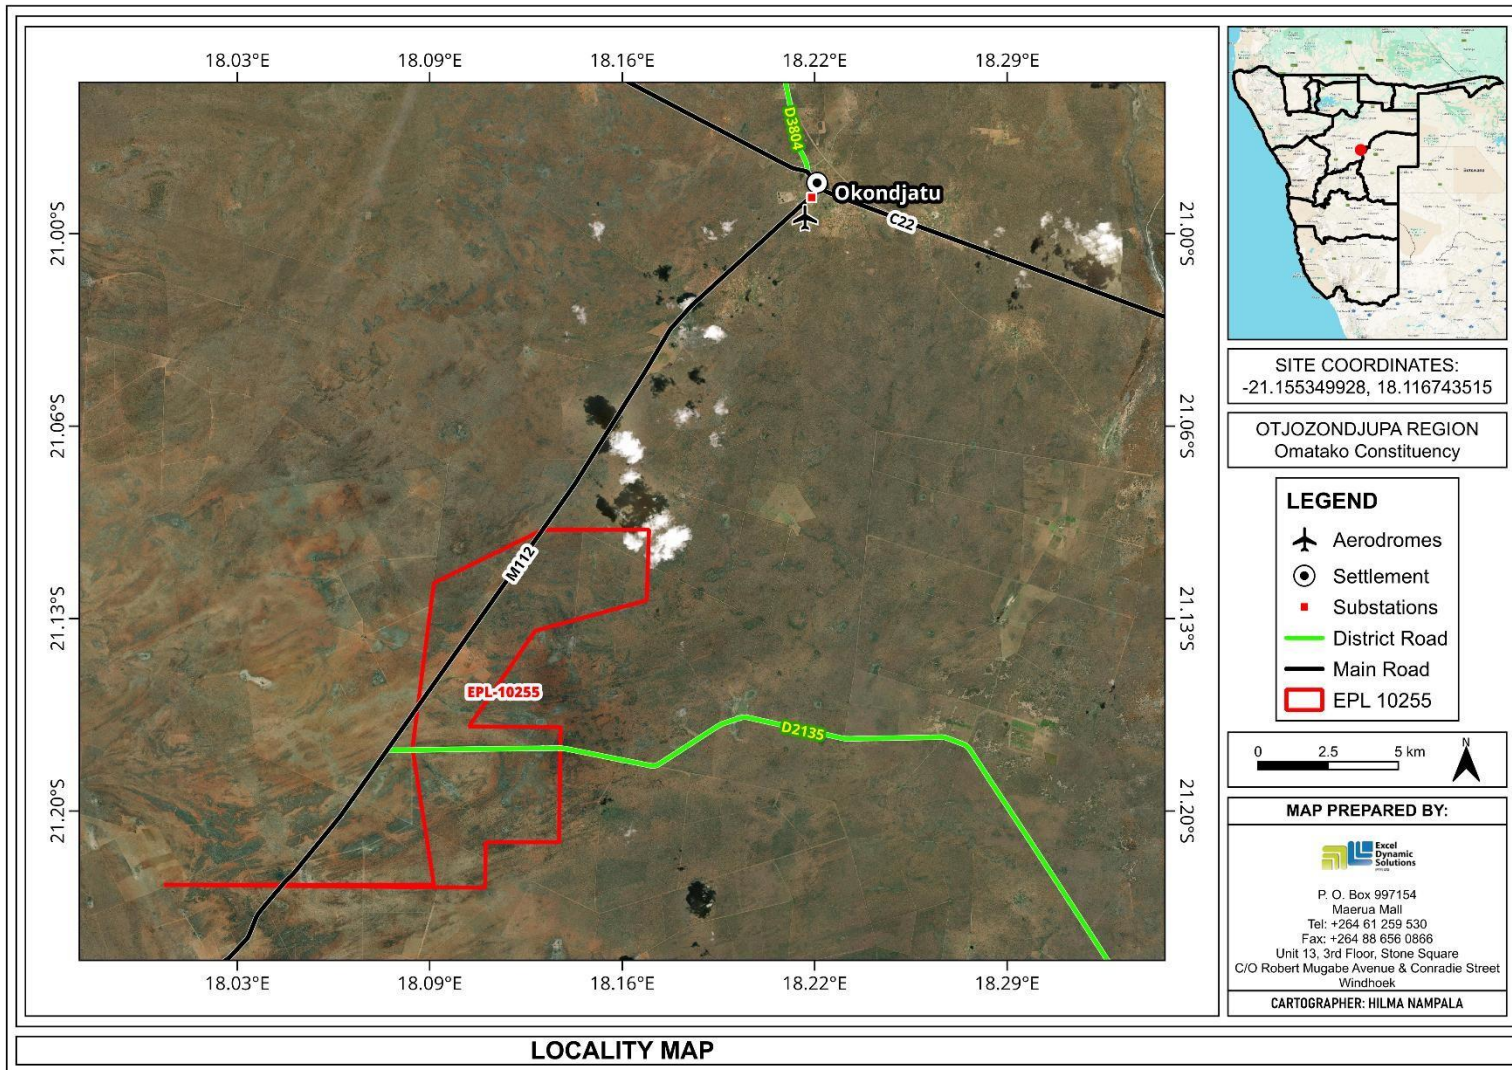 18.03°E 18.09°E 18.16°E 18.22°E 18.29°E
21.00°S
21.06°S
21.13°S
21.20°S
D3804
Okondjatu
C22
M112
EPL-10255
D2135
21.00°S
21.06°S
21.13°S
21.20°S
18.03°E 18.09°E 18.16°E 18.22°E 18.29°E
SITE COORDINATES:
-21.155349928, 18.116743515
OTJOZONDJUPA REGION
Omatako Constituency
LEGEND
Aerodromes
Settlement
Substations
District Road
Main Road
EPL 10255
0 2.5 5 km
N
MAP PREPARED BY:
Excel
Dynamic
Solutions
P. O. Box 997154
Maerua Mall
Tel: +264 61 259 530
Fax: +264 88 656 0866
Unit 13, 3rd Floor, Stone Square
C/O Robert Mugabe Avenue & Conradie Street
Windhoek
CARTOGRAPHER: HILMA NAMPALA
LOCALITY MAP